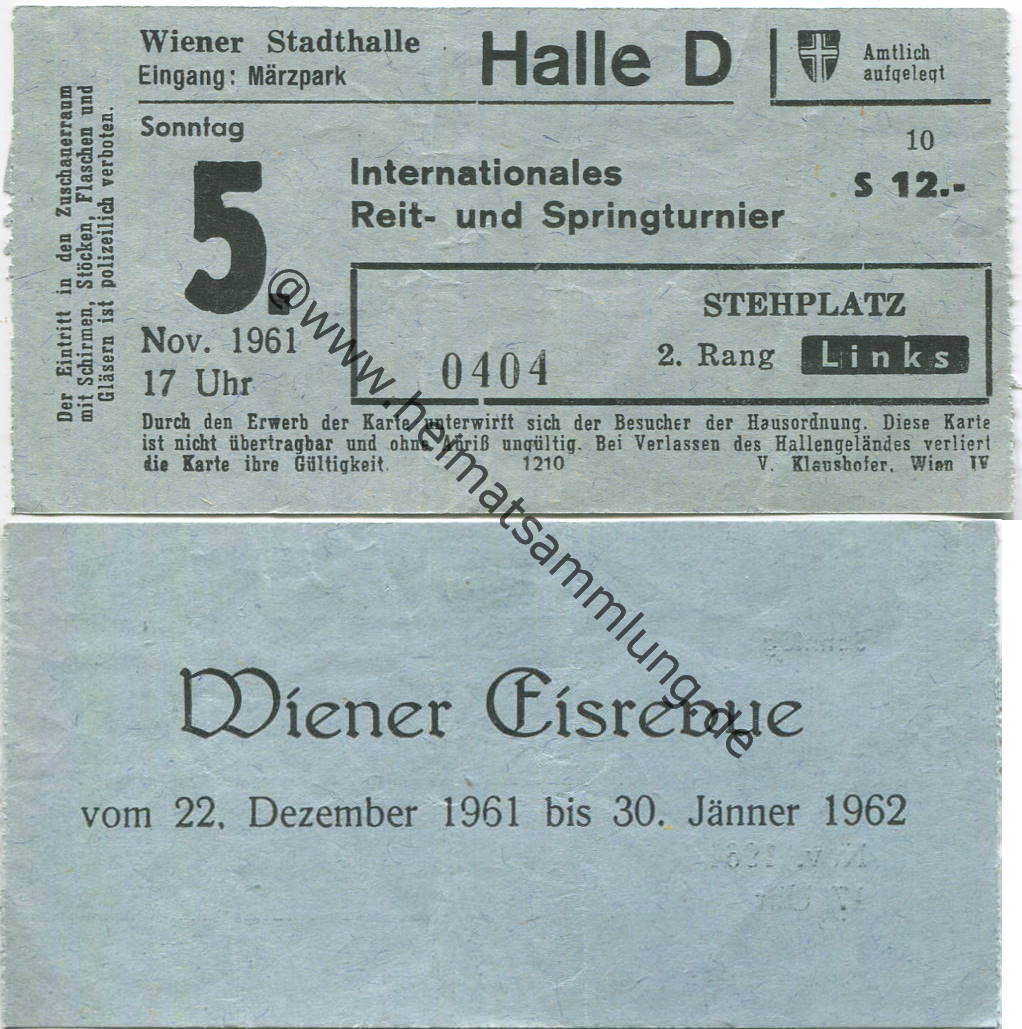 Wiener Stadthalle
Eingang: Märzpark
Halle D
Amtlich
aufgelegt
Der Eintritt in den Zuschauerraum
mit Schirmen, Stöcken, Flaschen und
Gläsern ist polizeilich verboten.
Sonntag
5.
Nov. 1961
17 Uhr
10
Internationales
Reit- und Springturnier
S 12.-
STEHPLATZ
0404
2. Rang Links
Durch den Erwerb der Karte unterwirft sich der Besucher der Hausordnung. Diese Karte
ist nicht übertragbar und ohne Abriß ungültig. Bei Verlassen des Hallengeländes verliert
die Karte ihre Gültigkeit. 1210 V. Klaushofer, Wien IV
@www.heimatsammlung.de
Wiener Eisrevue
vom 22. Dezember 1961 bis 30. Jänner 1962